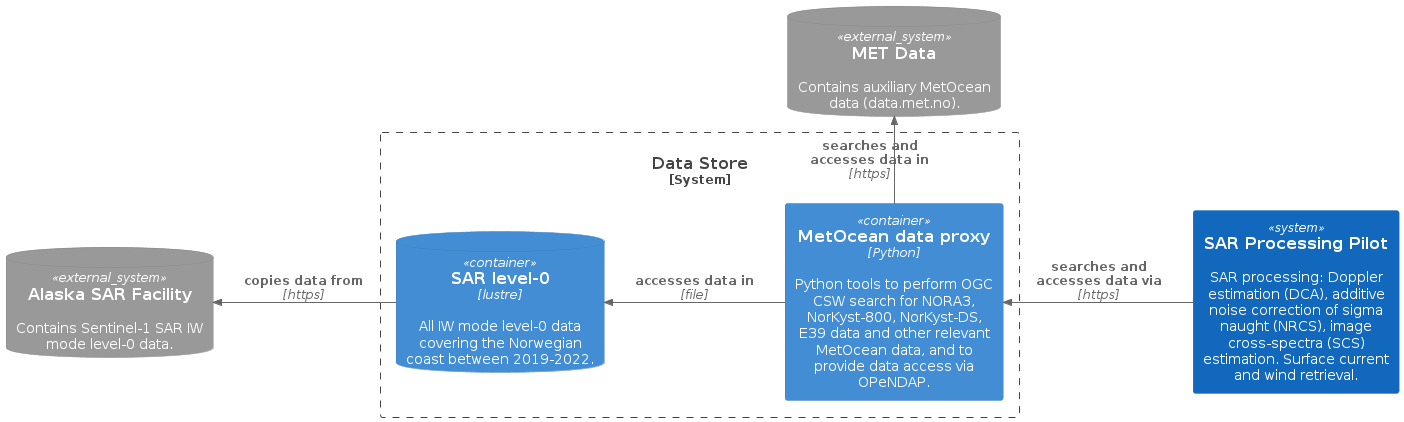 «external_system»
MET Data
Contains auxiliary MetOcean
data (data.met.no).
searches and
accesses data in
[https]
Data Store
[System]
«external_system»
Alaska SAR Facility
Contains Sentinel-1 SAR IW
mode level-0 data.
copies data from
[https]
«container»
SAR level-0
[lustre]
All IW mode level-0 data
covering the Norwegian
coast between 2019-2022.
accesses data in
[file]
«container»
MetOcean data proxy
[Python]
Python tools to perform OGC
CSW search for NORA3,
NorKyst-800, NorKyst-DS,
E39 data and other relevant
MetOcean data, and to
provide data access via
OPeNDAP.
searches and
accesses data via
[https]
«system»
SAR Processing Pilot
SAR processing: Doppler
estimation (DCA), additive
noise correction of sigma
naught (NRCS), image
cross-spectra (SCS)
estimation. Surface current
and wind retrieval.